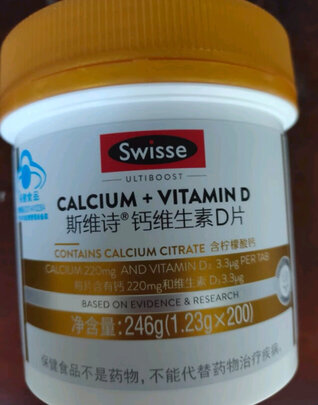 Swisse
ULTIBOOST
CALCIUM + VITAMIN D
斯维诗®钙维生素D片
CONTAINS CALCIUM CITRATE 含柠檬酸钙
CALCIUM 220mg AND VITAMIN D₃ 3.3μg PER TAB
每片含有钙220mg和维生素D₃3.3μg
BASED ON EVIDENCE & RESEARCH
净含量:246g(1.23g×200)
保健食品不是药物，不能代替药物治疗疾病。